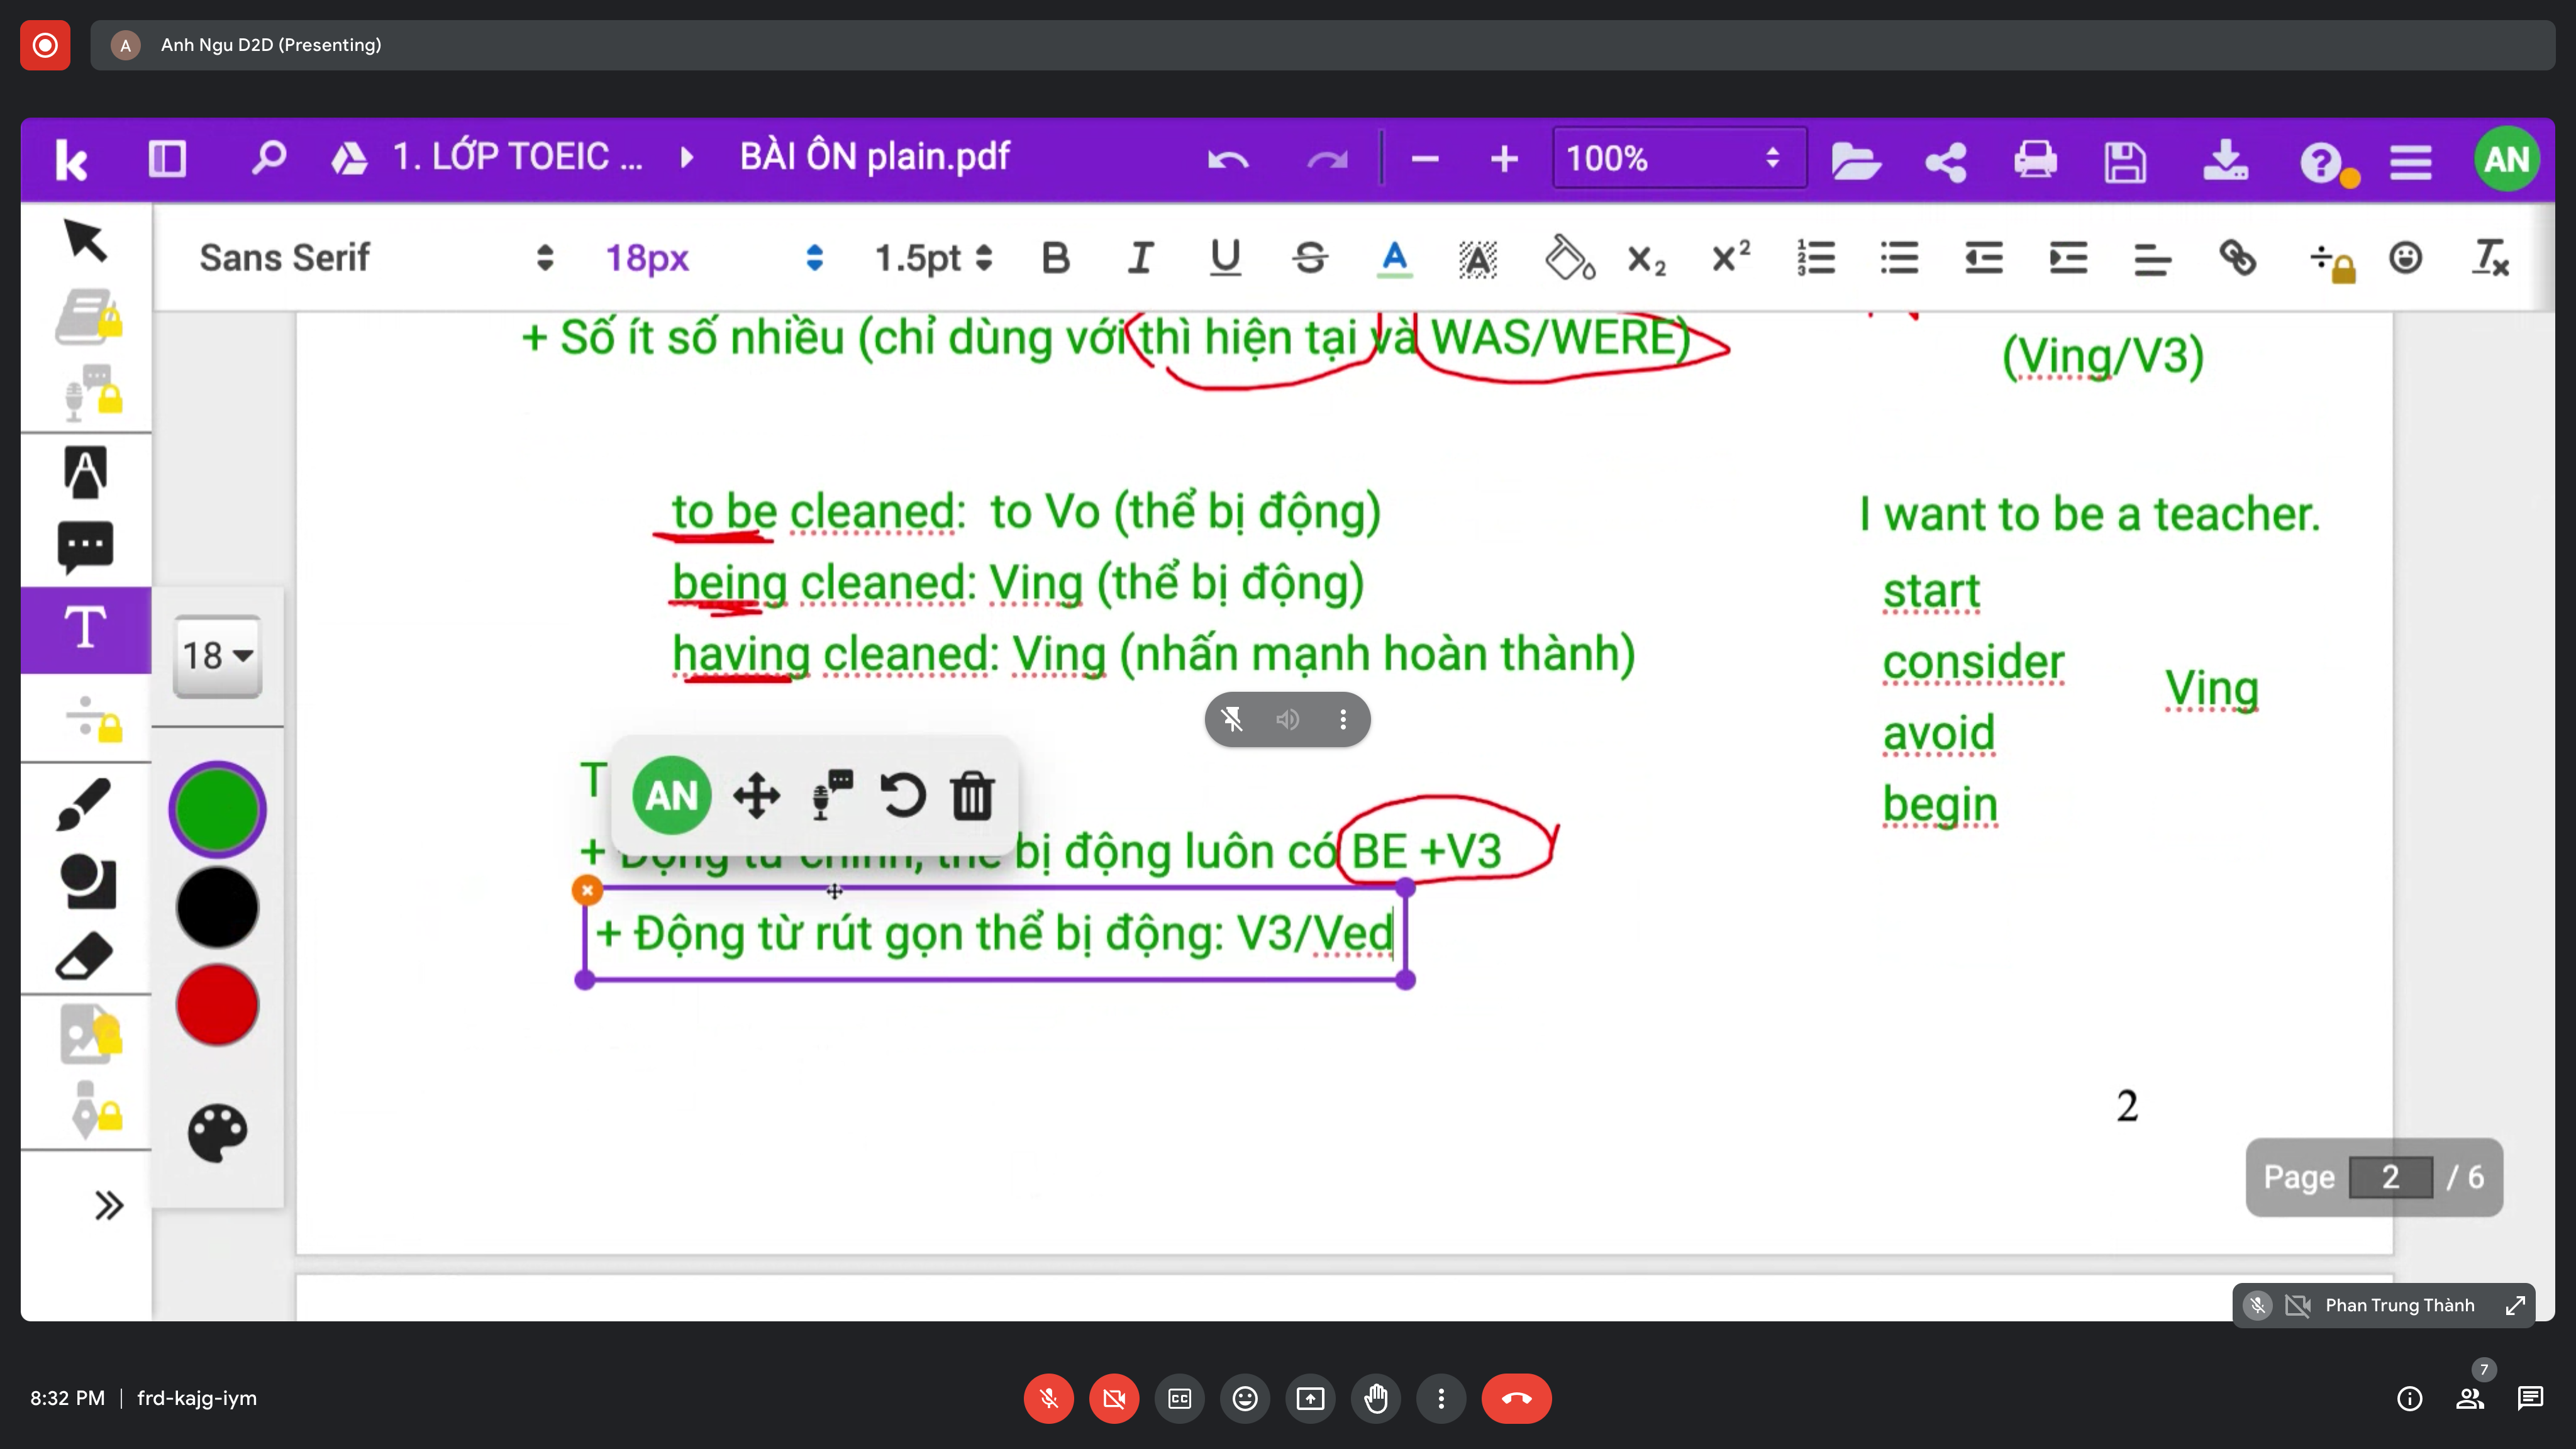 Anh Ngu D2D (Presenting)
A
k
1. LỚP TOEIC ...
BÀI ÔN plain.pdf
100%
AN
Sans Serif
18px
1.5pt
+ Số ít số nhiều (chỉ dùng với thì hiện tại và WAS/WERE)
(Ving/V3)
to be cleaned: to Vo (thể bị động)
being cleaned: Ving (thể bị động)
having cleaned: Ving (nhấn mạnh hoàn thành)
I want to be a teacher.
start
consider
avoid
begin
Ving
18
T
AN
+ Động từ chính, thể bị động luôn có BE +V3
+ Động từ rút gọn thể bị động: V3/Ved
2
Page 2 / 6
Phan Trung Thành
8:32 PM | frd-kajg-iym
7